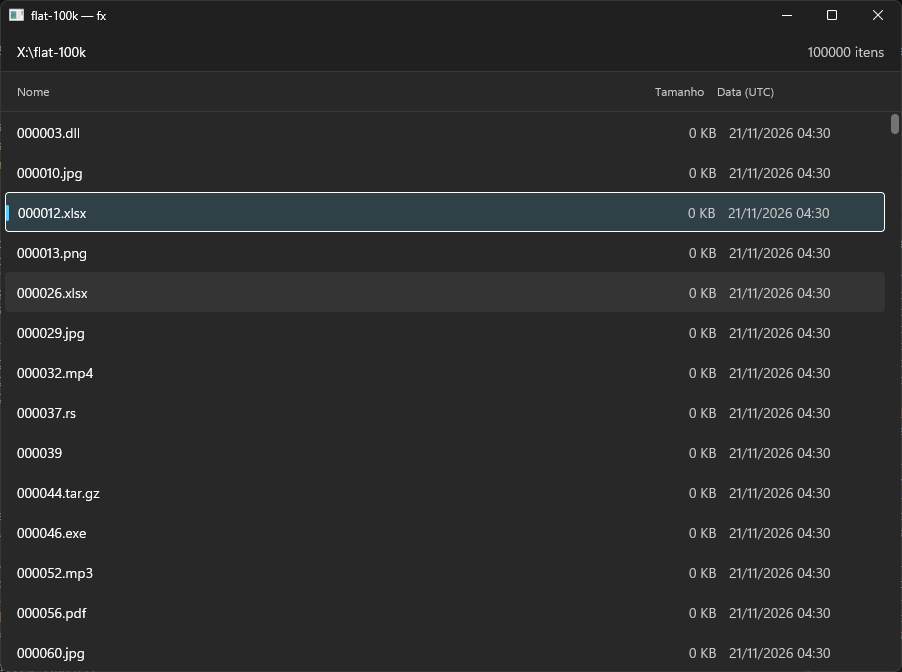 flat-100k — fx
X:\flat-100k 100000 itens
Nome Tamanho Data (UTC)
000003.dll 0 KB 21/11/2026 04:30
000010.jpg 0 KB 21/11/2026 04:30
000012.xlsx 0 KB 21/11/2026 04:30
000013.png 0 KB 21/11/2026 04:30
000026.xlsx 0 KB 21/11/2026 04:30
000029.jpg 0 KB 21/11/2026 04:30
000032.mp4 0 KB 21/11/2026 04:30
000037.rs 0 KB 21/11/2026 04:30
000039 0 KB 21/11/2026 04:30
000044.tar.gz 0 KB 21/11/2026 04:30
000046.exe 0 KB 21/11/2026 04:30
000052.mp3 0 KB 21/11/2026 04:30
000056.pdf 0 KB 21/11/2026 04:30
000060.jpg 0 KB 21/11/2026 04:30